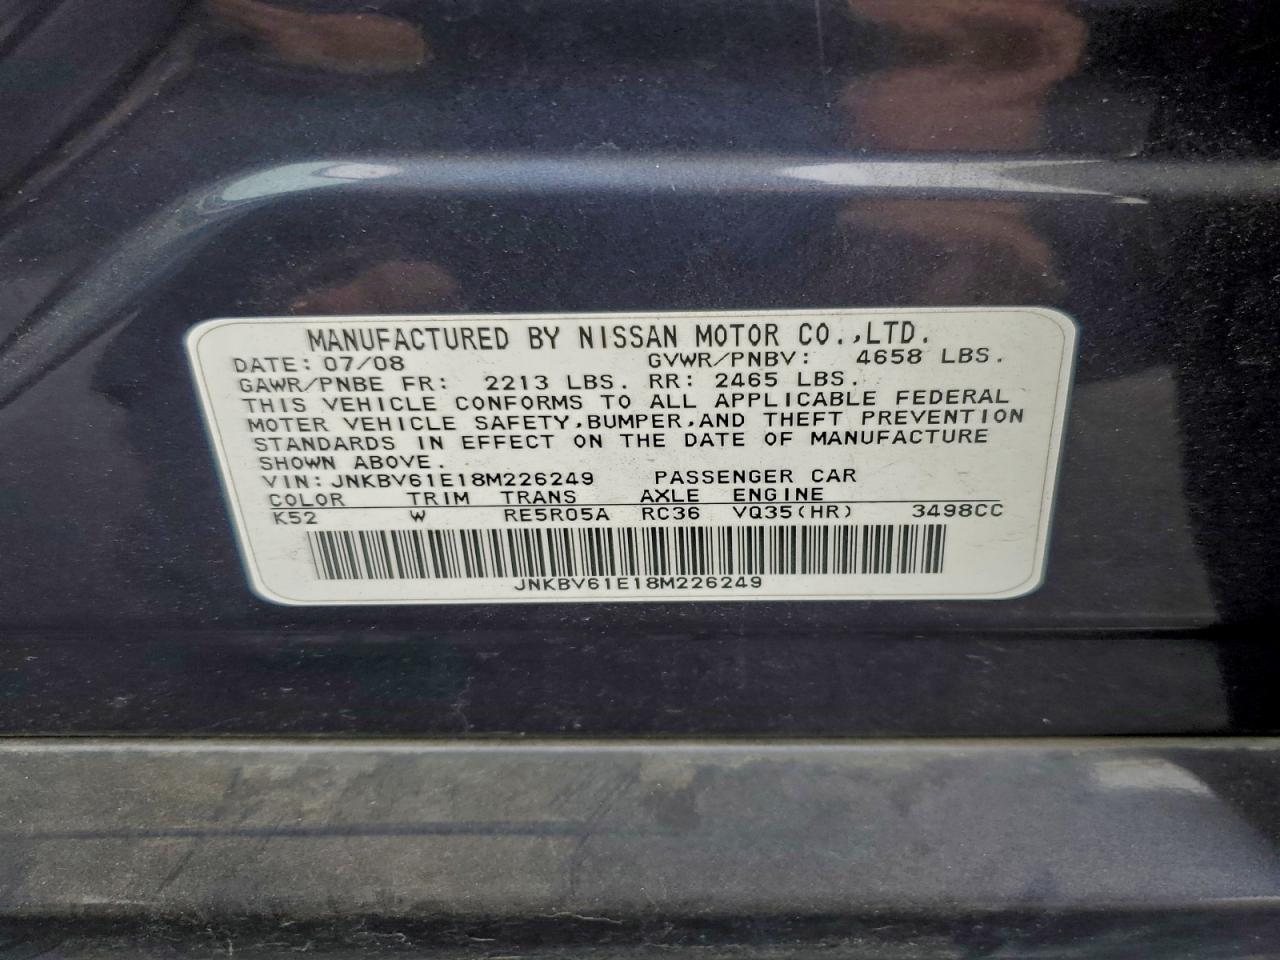 MANUFACTURED BY NISSAN MOTOR CO.,LTD.
DATE: 07/08 GVWR/PNBV: 4658 LBS.
GAWR/PNBE FR: 2213 LBS. RR: 2465 LBS.
THIS VEHICLE CONFORMS TO ALL APPLICABLE FEDERAL
MOTOR VEHICLE SAFETY,BUMPER,AND THEFT PREVENTION
STANDARDS IN EFFECT ON THE DATE OF MANUFACTURE
SHOWN ABOVE.
VIN: JNKBV61E18M226249 PASSENGER CAR
COLOR TRIM TRANS AXLE ENGINE
K52 W RE5R05A RC36 VQ35(HR) 3498CC
JNKBV61E18M226249